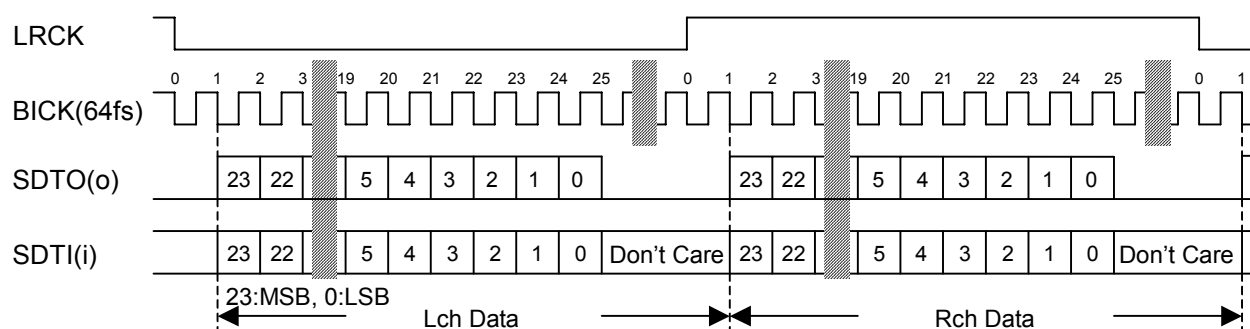 LRCK
0 1 2 3 19 20 21 22 23 24 25 0 1 2 3 19 20 21 22 23 24 25 0 1
BICK(64fs)
SDTO(o) 23 22 5 4 3 2 1 0 23 22 5 4 3 2 1 0
SDTI(i) 23 22 5 4 3 2 1 0 Don't Care 23 22 5 4 3 2 1 0 Don't Care
23:MSB, 0:LSB
Lch Data Rch Data